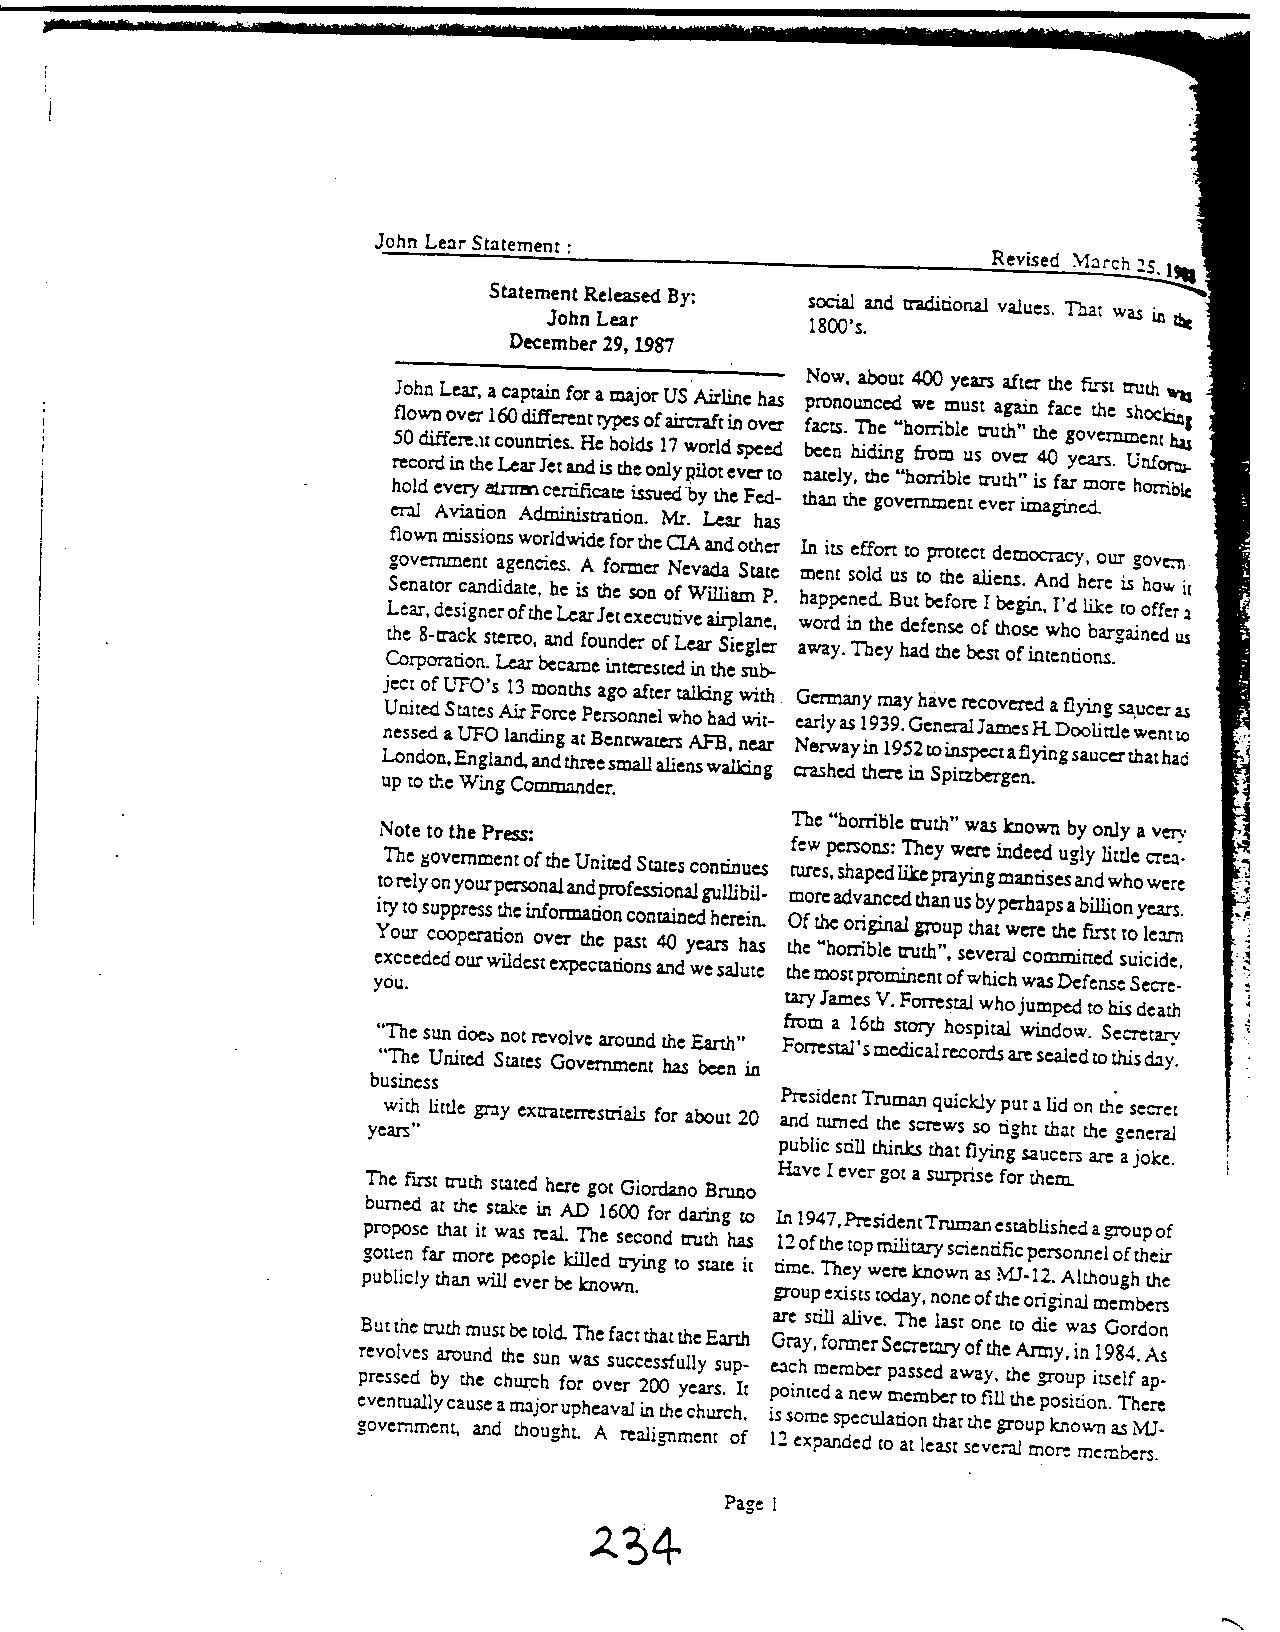 John Lear Statement :
Revised March 25, 1988
Statement Released By:
John Lear
December 29, 1987
John Lear, a captain for a major US Airline has
flown over 160 different types of aircraft in over
50 different countries. He holds 17 world speed
record in the Lear Jet and is the only pilot ever to
hold every airman certificate issued by the Fed-
eral Aviation Administration. Mr. Lear has
flown missions worldwide for the CIA and other
government agencies. A former Nevada State
Senator candidate, he is the son of William P.
Lear, designer of the Lear Jet executive airplane,
the 8-track stereo, and founder of Lear Siegler
Corporation. Lear became interested in the sub-
ject of UFO's 13 months ago after talking with
United States Air Force Personnel who had wit-
nessed a UFO landing at Bentwaters AFB, near
London, England, and three small aliens walking
up to the Wing Commander.
Note to the Press:
The government of the United States continues
to rely on your personal and professional gullibil-
ity to suppress the information contained herein.
Your cooperation over the past 40 years has
exceeded our wildest expectations and we salute
you.
"The sun does not revolve around the Earth"
"The United States Government has been in
business
with little gray extraterrestrials for about 20
years"
The first truth stated here got Giordano Bruno
burned at the stake in AD 1600 for daring to
propose that it was real. The second truth has
gotten far more people killed trying to state it
publicly than will ever be known.
But the truth must be told. The fact that the Earth
revolves around the sun was successfully sup-
pressed by the church for over 200 years. It
eventually cause a major upheaval in the church,
government, and thought. A realignment of
social and traditional values. That was in the
1800's.
Now, about 400 years after the first truth was
pronounced we must again face the shocking
facts. The "horrible truth" the government has
been hiding from us over 40 years. Unfortu-
nately, the "horrible truth" is far more horrible
than the government ever imagined.
In its effort to protect democracy, our govern-
ment sold us to the aliens. And here is how it
happened. But before I begin, I'd like to offer a
word in the defense of those who bargained us
away. They had the best of intentions.
Germany may have recovered a flying saucer as
early as 1939. General James H. Doolittle went to
Norway in 1952 to inspect a flying saucer that had
crashed there in Spitzbergen.
The "horrible truth" was known by only a very
few persons: They were indeed ugly little crea-
tures, shaped like praying mantises and who were
more advanced than us by perhaps a billion years.
Of the original group that were the first to learn
the "horrible truth", several committed suicide,
the most prominent of which was Defense Secre-
tary James V. Forrestal who jumped to his death
from a 16th story hospital window. Secretary
Forrestal's medical records are sealed to this day.
President Truman quickly put a lid on the secret
and turned the screws so tight that the general
public still thinks that flying saucers are a joke.
Have I ever got a surprise for them.
In 1947, President Truman established a group of
12 of the top military scientific personnel of their
time. They were known as MJ-12. Although the
group exists today, none of the original members
are still alive. The last one to die was Gordon
Gray, former Secretary of the Army, in 1984. As
each member passed away, the group itself ap-
pointed a new member to fill the position. There
is some speculation that the group known as MJ-
12 expanded to at least several more members.
Page 1
234